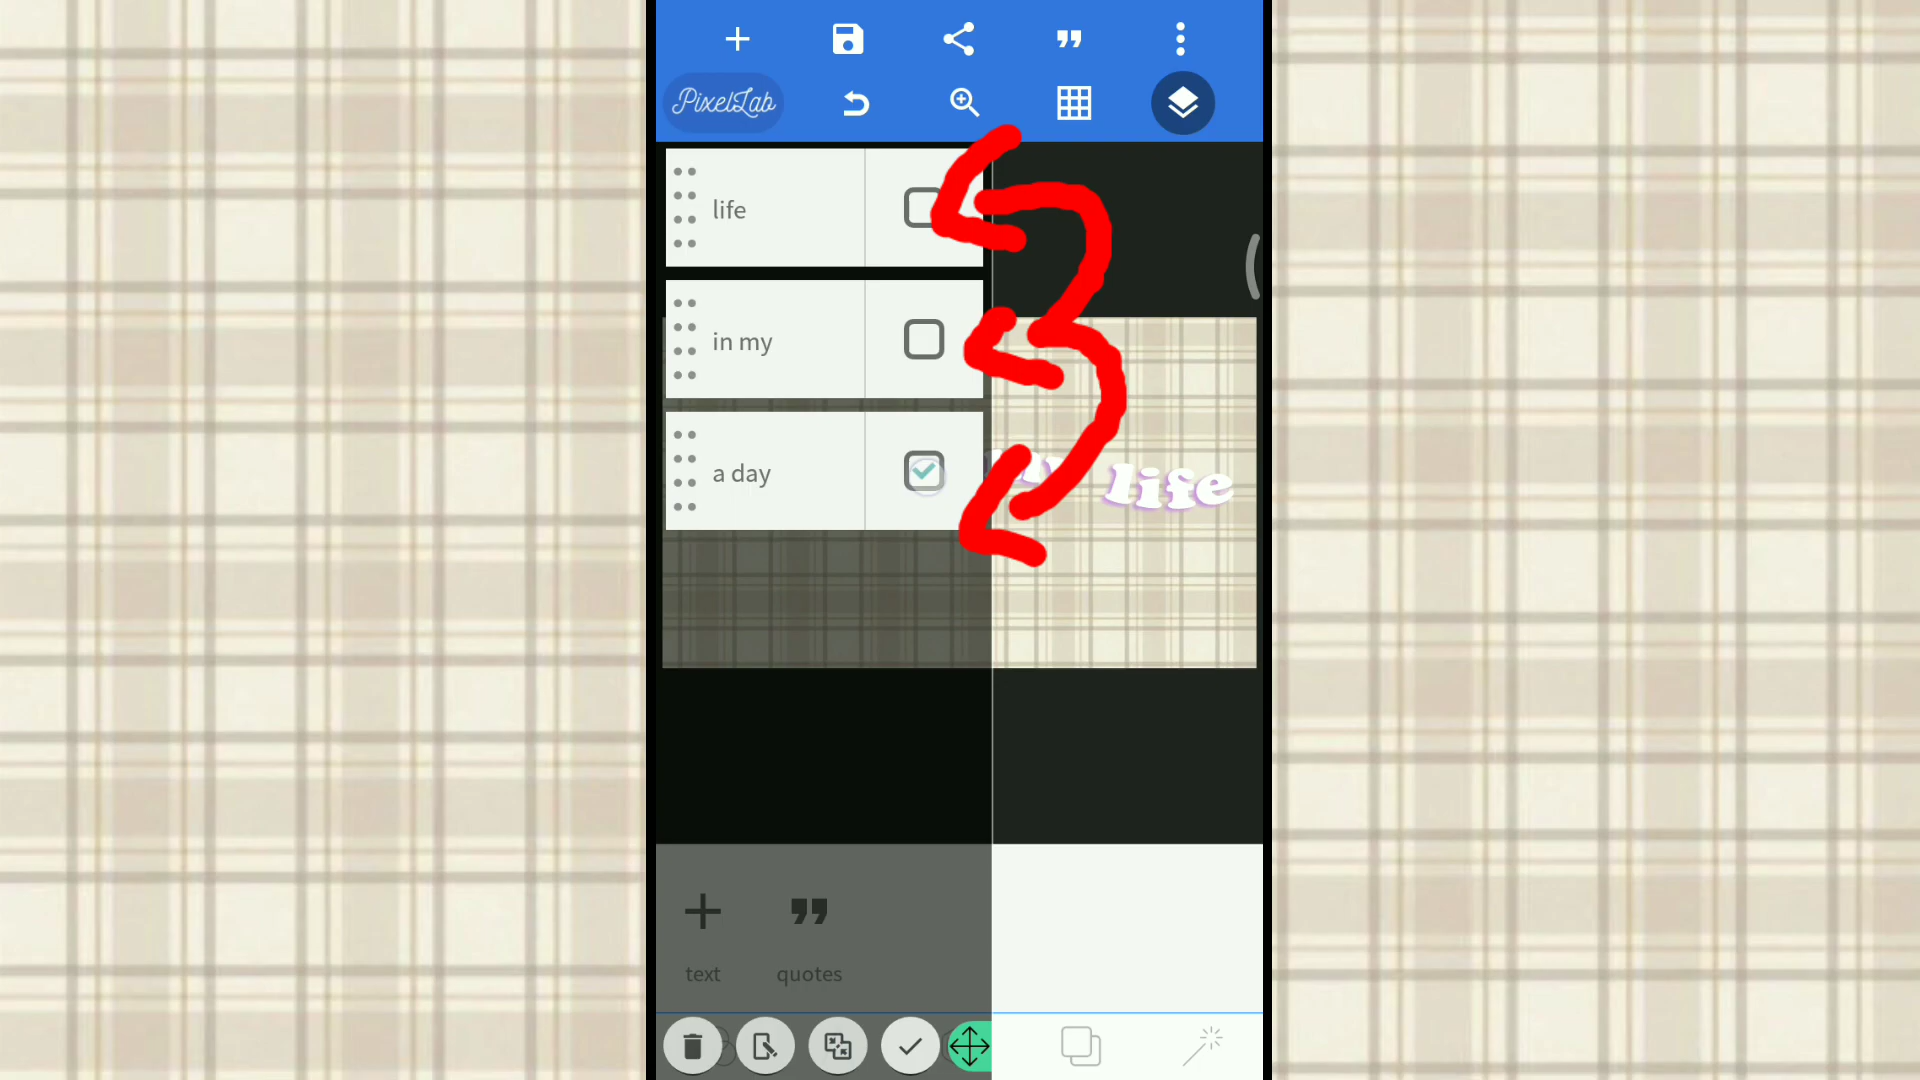 PixelLab
life
in my
a day
life
text
quotes